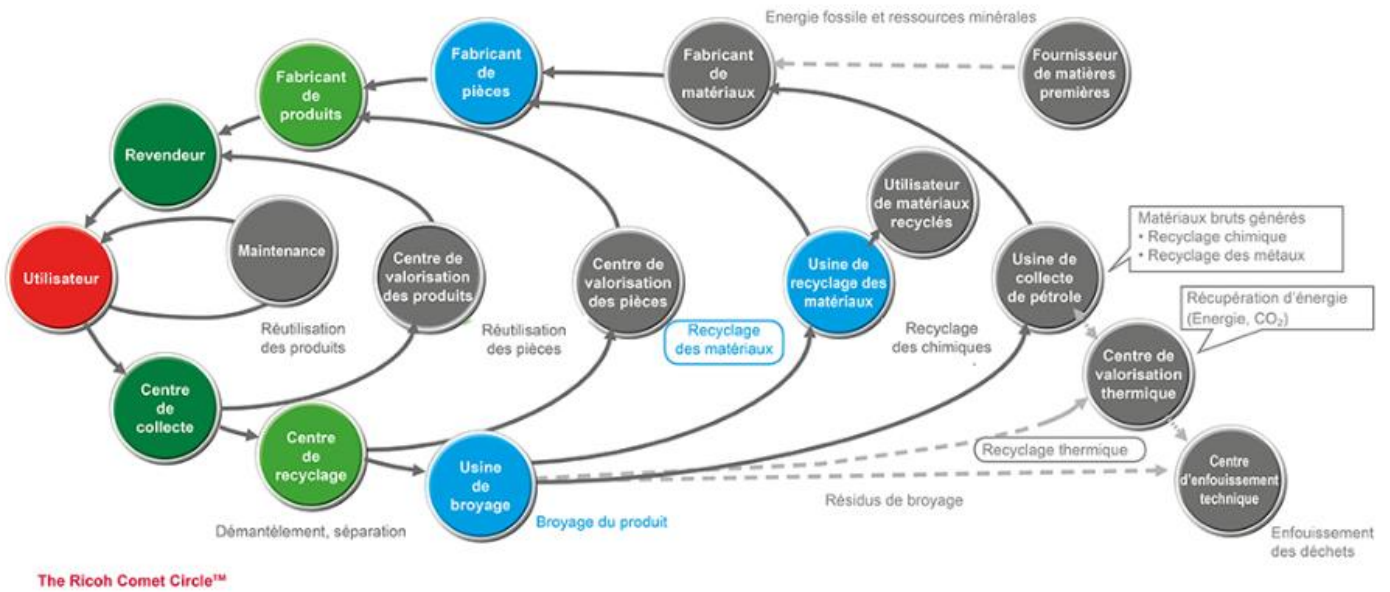 Energie fossile et ressources minérales
Fabricant
de
produits
Fabricant
de
pièces
Fabricant
de
matériaux
Fournisseur
de matières
premières
Revendeur
Utilisateur
de matériaux
recyclés
Utilisateur
Maintenance
Centre de
valorisation
des produits
Centre de
valorisation
des pièces
Usine de
recyclage des
matériaux
Usine de
collecte
de pétrole
Matériaux bruts générés
• Recyclage chimique
• Recyclage des métaux
Réutilisation
des produits
Réutilisation
des pièces
Recyclage
des matériaux
Recyclage
des chimiques
Récupération d'énergie
(Energie, CO₂)
Centre de
valorisation
thermique
Centre
de
collecte
Centre
de
recyclage
Usine
de
broyage
Recyclage thermique
Centre
d'enfouissement
technique
Résidus de broyage
Démantèlement, séparation
Broyage du produit
Enfouissement
des déchets
The Ricoh Comet Circle™